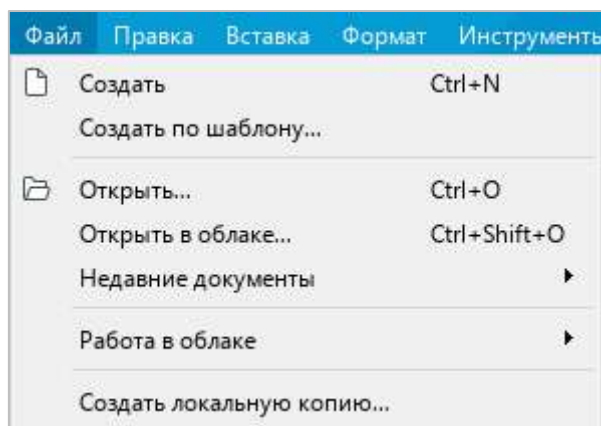 Файл Правка Вставка Формат Инструменты
Создать Ctrl+N
Создать по шаблону...
Открыть... Ctrl+O
Открыть в облаке... Ctrl+Shift+O
Недавние документы
Работа в облаке
Создать локальную копию...